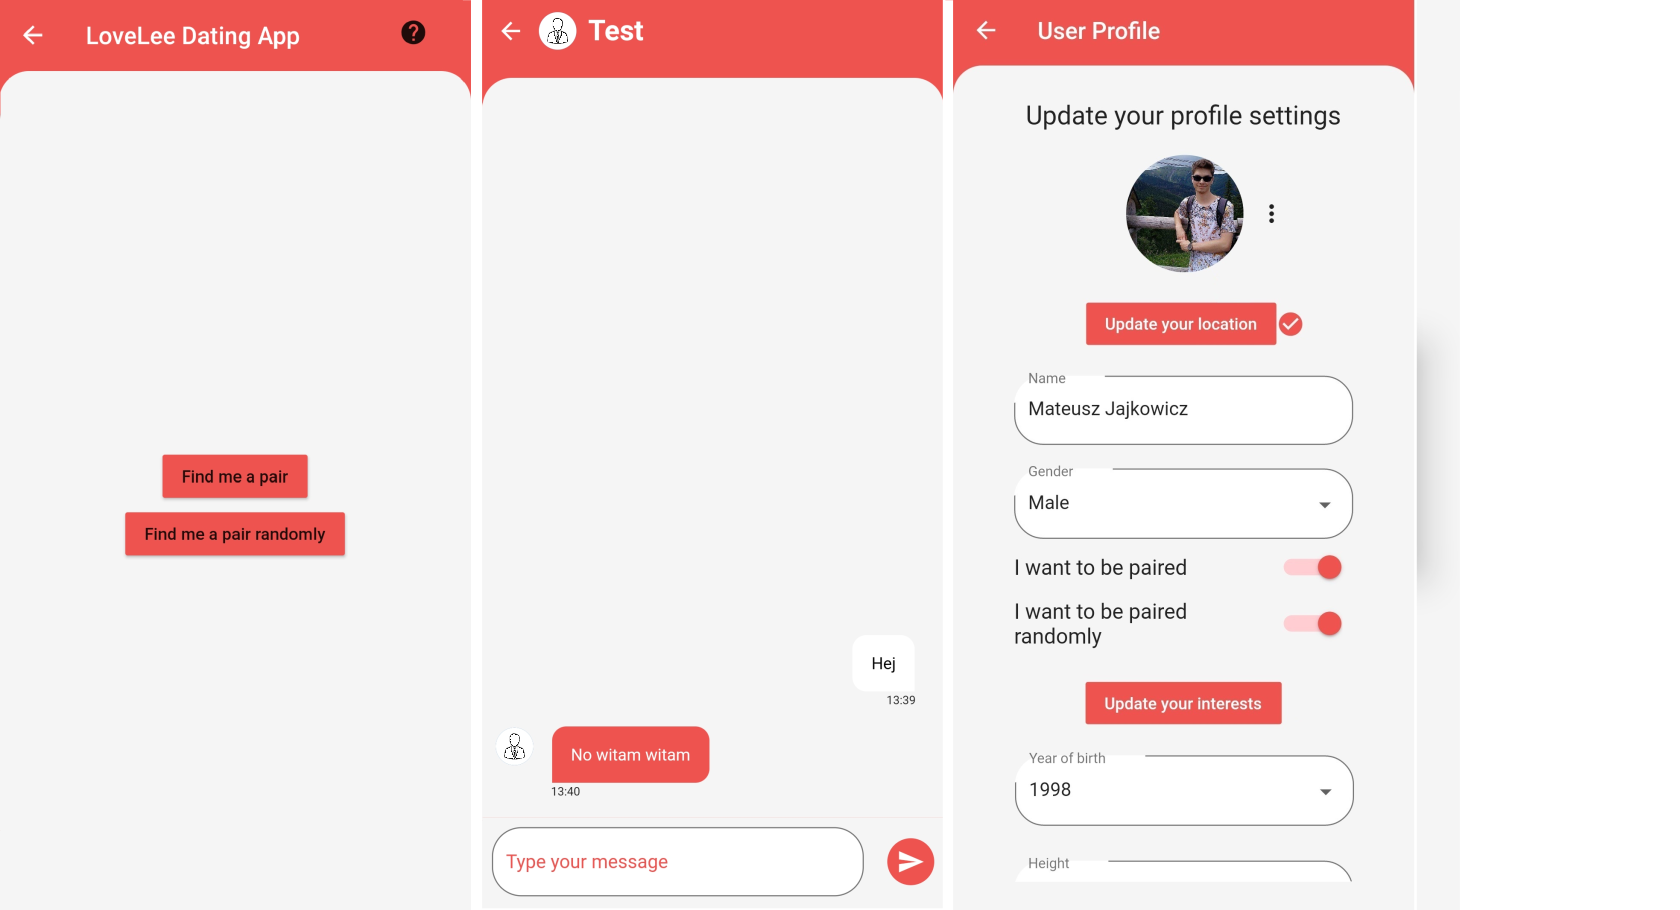 LoveLee Dating App
?
Find me a pair
Find me a pair randomly
Test
Hej
13:39
No witam witam
13:40
Type your message
User Profile
Update your profile settings
Update your location
Name
Mateusz Jajkowicz
Gender
Male
I want to be paired
I want to be paired
randomly
Update your interests
Year of birth
1998
Height